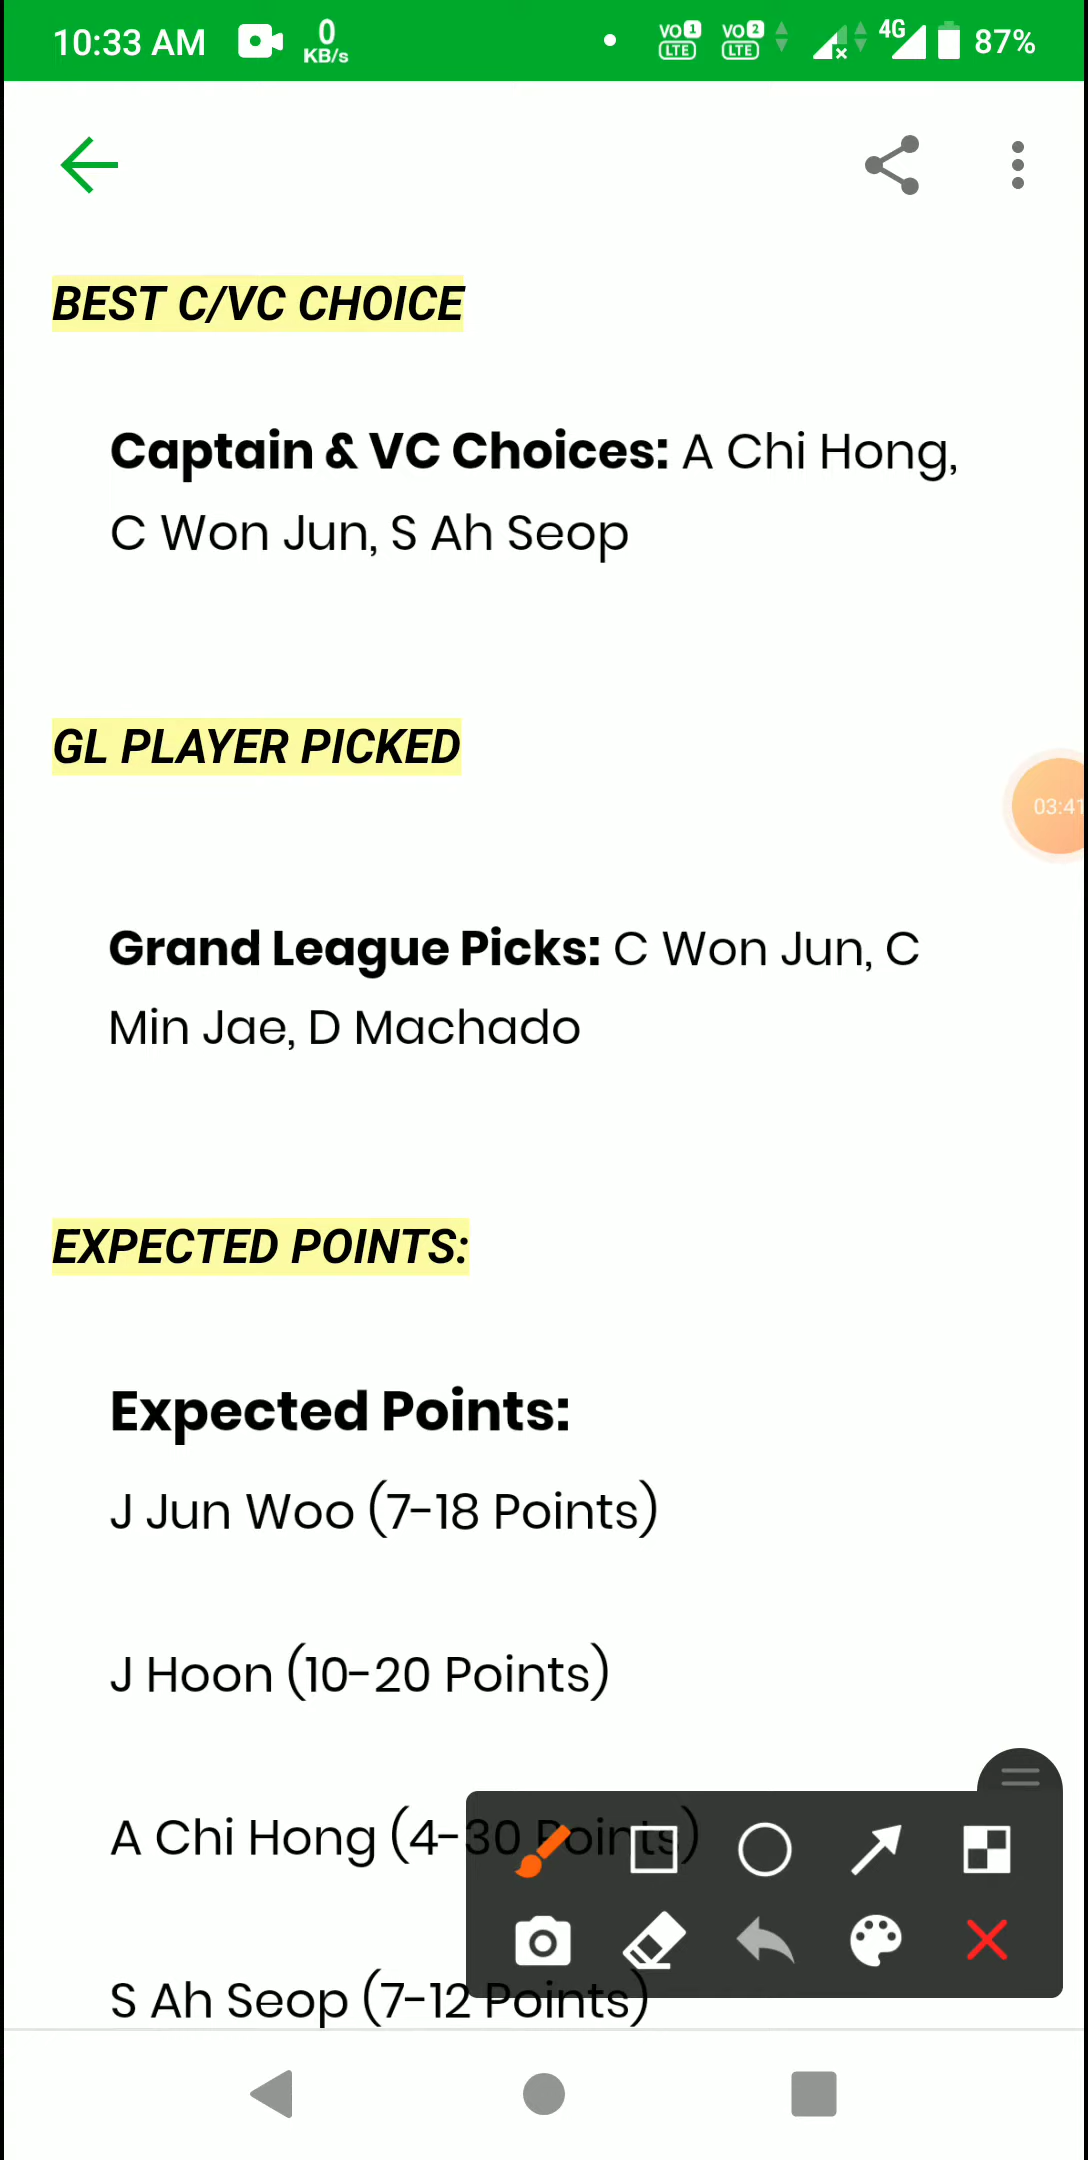 10:33 AM 0 KB/s VO 1 LTE VO 2 LTE 4G 87%
BEST C/VC CHOICE
Captain & VC Choices: A Chi Hong,
C Won Jun, S Ah Seop
GL PLAYER PICKED
03:41
Grand League Picks: C Won Jun, C
Min Jae, D Machado
EXPECTED POINTS:
Expected Points:
J Jun Woo (7-18 Points)
J Hoon (10-20 Points)
A Chi Hong (4-30 Points)
S Ah Seop (7-12 Points)